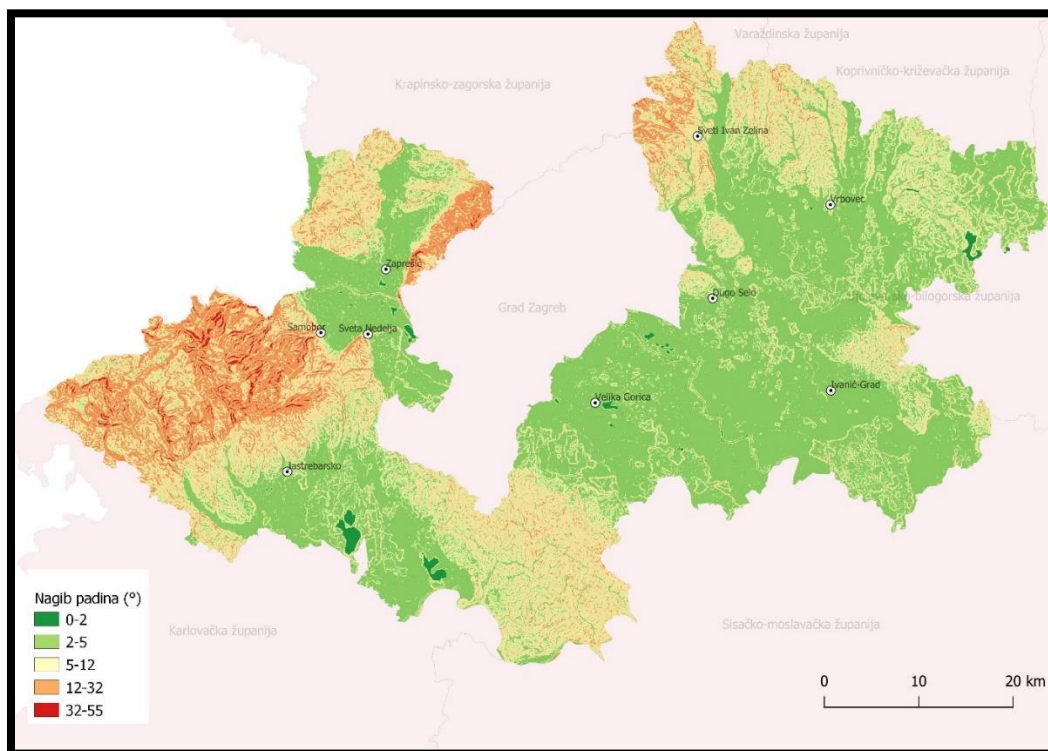 Varaždinska županija
Koprivničko-križevačka županija
Krapinsko-zagorska županija
Sveti Ivan Zelina
Vrbovec
Zaprešić
Dugo Selo
-bilogorska županija
Grad Zagreb
Samobor
Sveta Nedelja
Ivanić-Grad
Velika Gorica
Jastrebarsko
Nagib padina (°)
0-2
2-5
5-12
12-32
32-55
Karlovačka županija
Sisačko-moslavačka županija
0 10 20 km